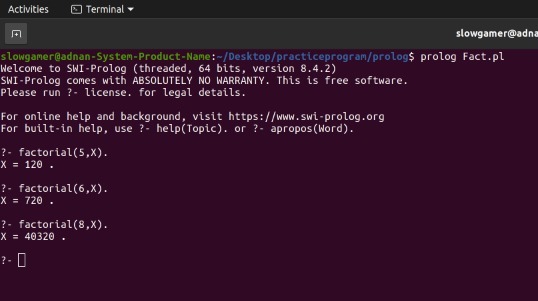 Activities Terminal
slowgamer@adn
slowgamer@adnan-System-Product-Name:~/Desktop/practiceprogram/prolog$ prolog Fact.pl
Welcome to SWI-Prolog (threaded, 64 bits, version 8.4.2)
SWI-Prolog comes with ABSOLUTELY NO WARRANTY. This is free software.
Please run ?- license. for legal details.
For online help and background, visit https://www.swi-prolog.org
For built-in help, use ?- help(Topic). or ?- apropos(Word).
?- factorial(5,X).
X = 120 .
?- factorial(6,X).
X = 720 .
?- factorial(8,X).
X = 40320 .
?-